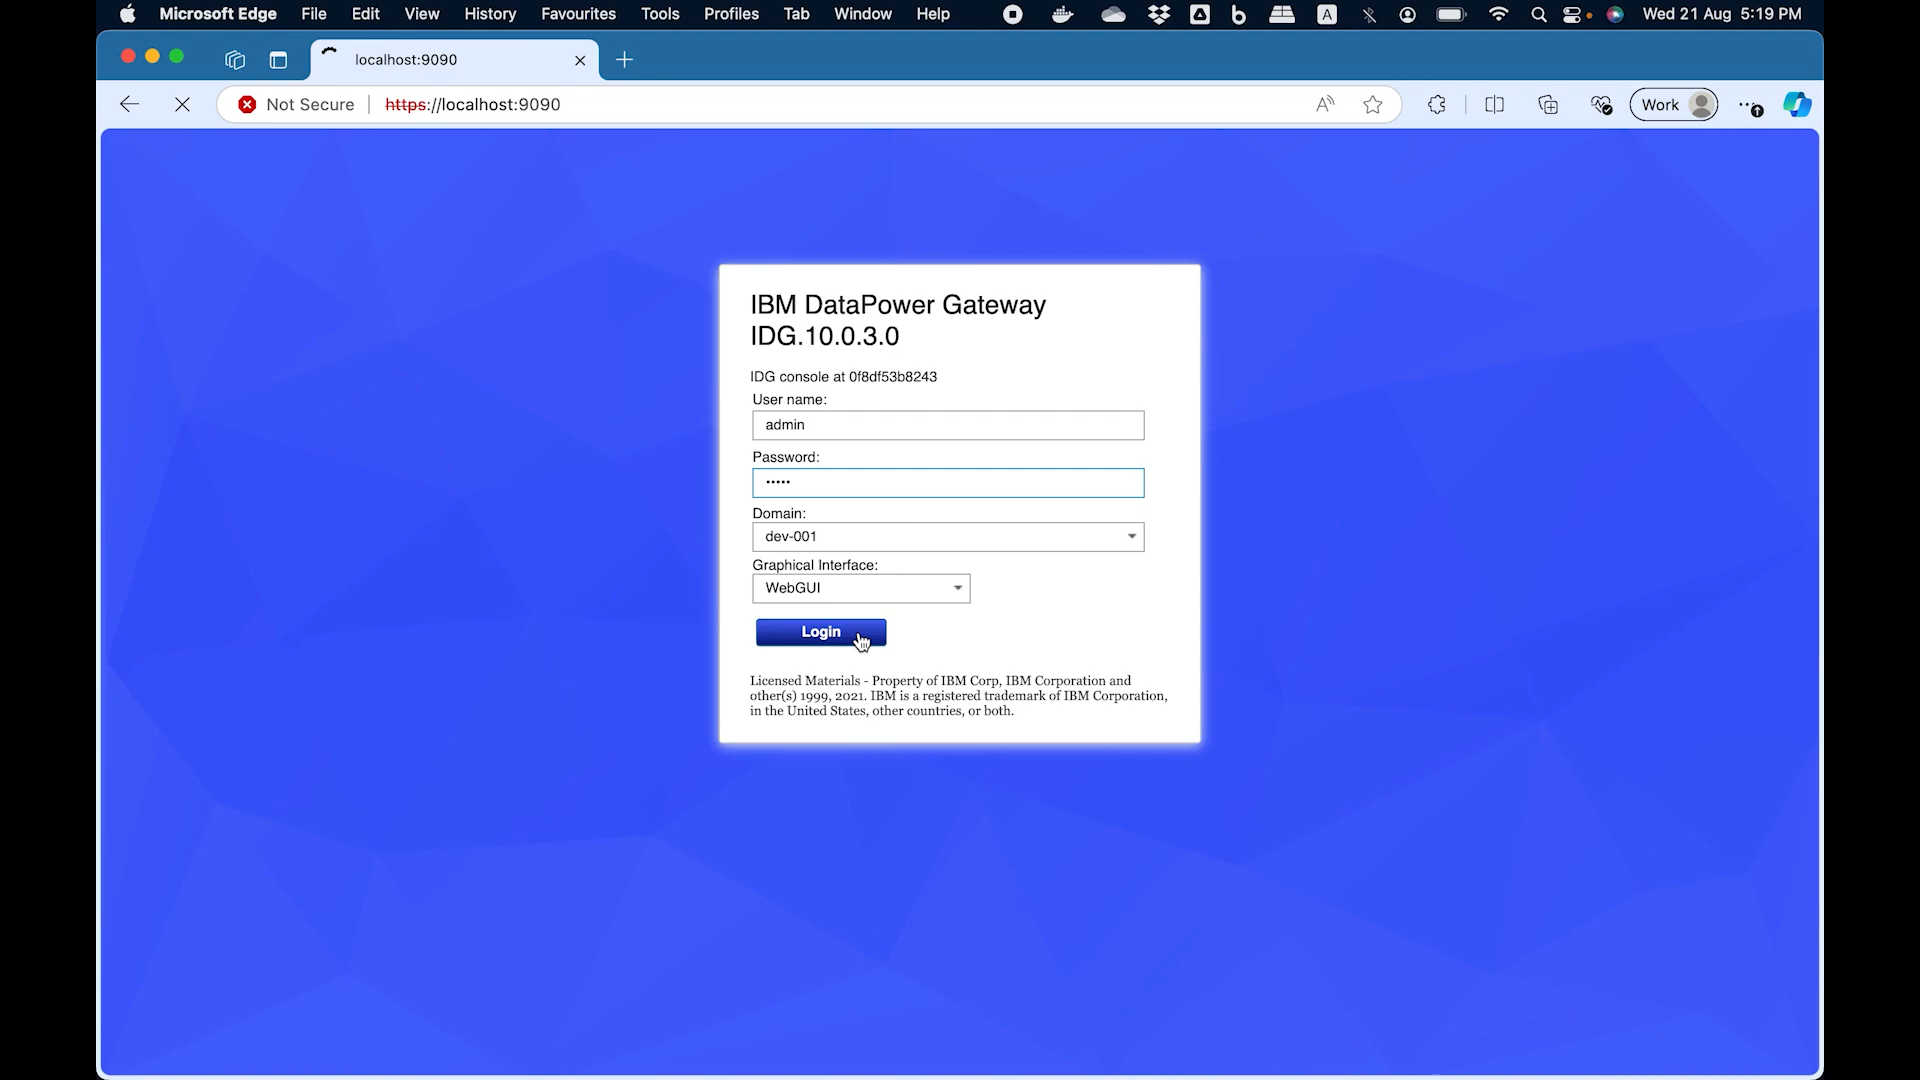 Microsoft Edge File Edit View History Favourites Tools Profiles Tab Window Help b A Wed 21 Aug 5:19 PM
localhost:9090
Not Secure https://localhost:9090 Work
IBM DataPower Gateway
IDG.10.0.3.0
IDG console at 0f8df53b8243
User name:
admin
Password:
•••••
Domain:
dev-001
Graphical Interface:
WebGUI
Login
Licensed Materials - Property of IBM Corp, IBM Corporation and
other(s) 1999, 2021. IBM is a registered trademark of IBM Corporation,
in the United States, other countries, or both.